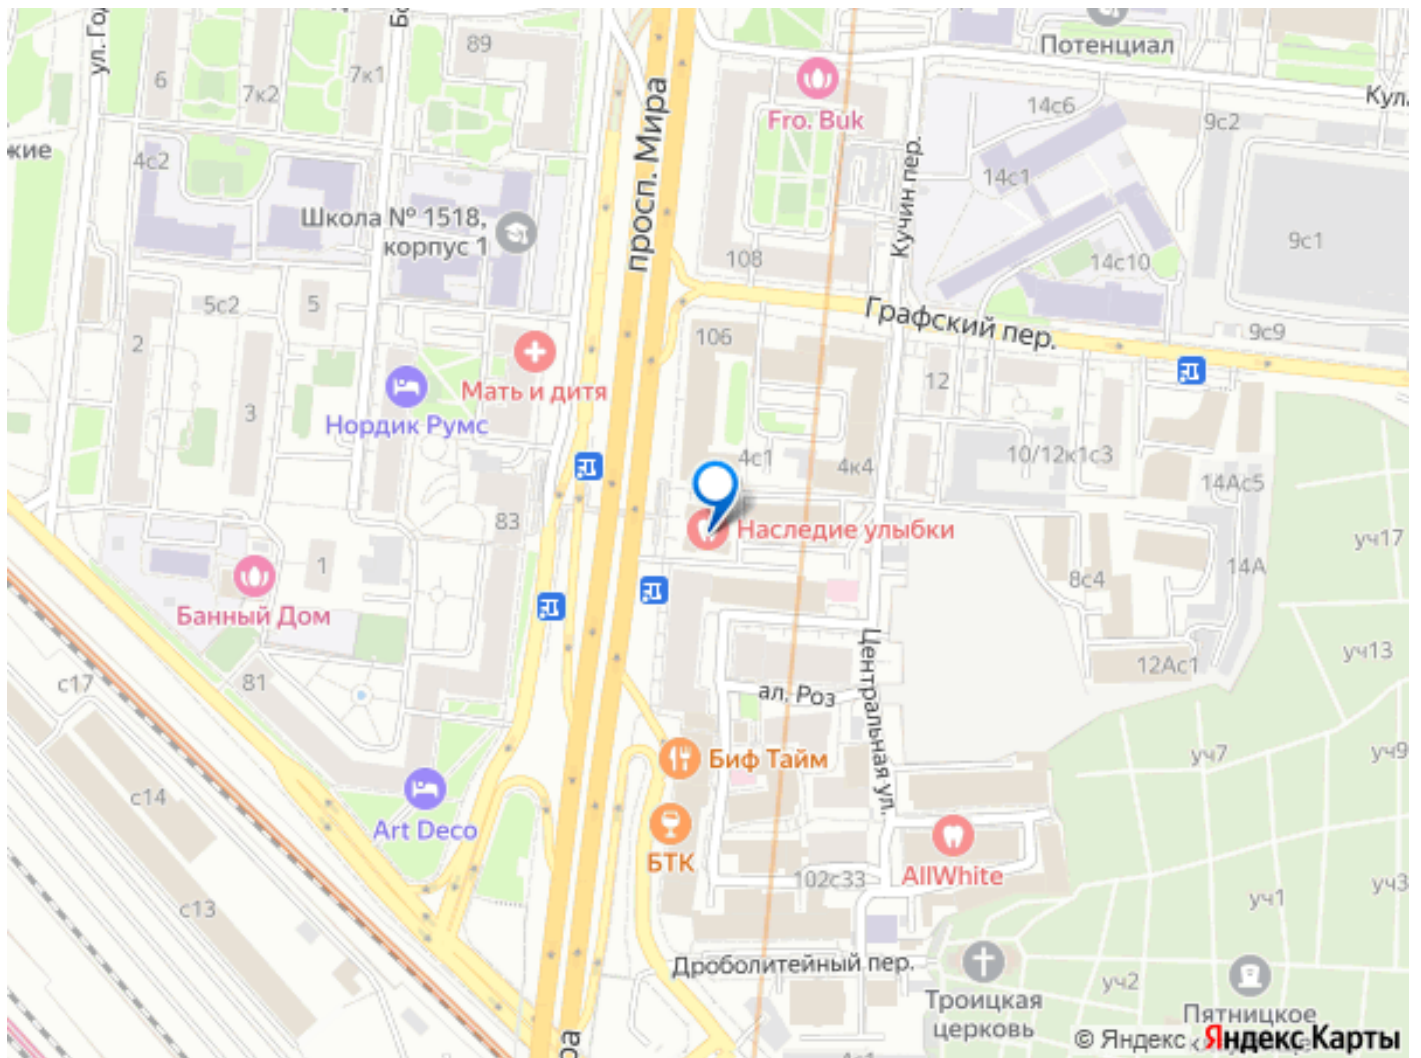 ул. Гор
Бо
89
Потенциал
6
7к2
7к1
просп. Мира
Fro. Buk
14с6
Кул.
9с2
жие
4с2
Кучин пер.
14с1
Школа № 1518,
корпус 1
9с1
108
14с10
5с2
5
Графский пер.
9с9
2
106
Мать и дитя
12
3
Нордик Румс
4с1
4к4
10/12к1с3
14Ас5
83
Наследие улыбки
уч17
1
8с4
14А
Банный Дом
Центральная ул.
уч13
12Ас1
с17
81
ал. Роз
уч7
уч9
Биф Тайм
с14
Art Deco
БТК
102с33
AllWhite
уч3
уч1
с13
Дроболитейный пер.
Троицкая
церковь
уч2
Пятницкое
ра
© Яндекс Яндекс Карты